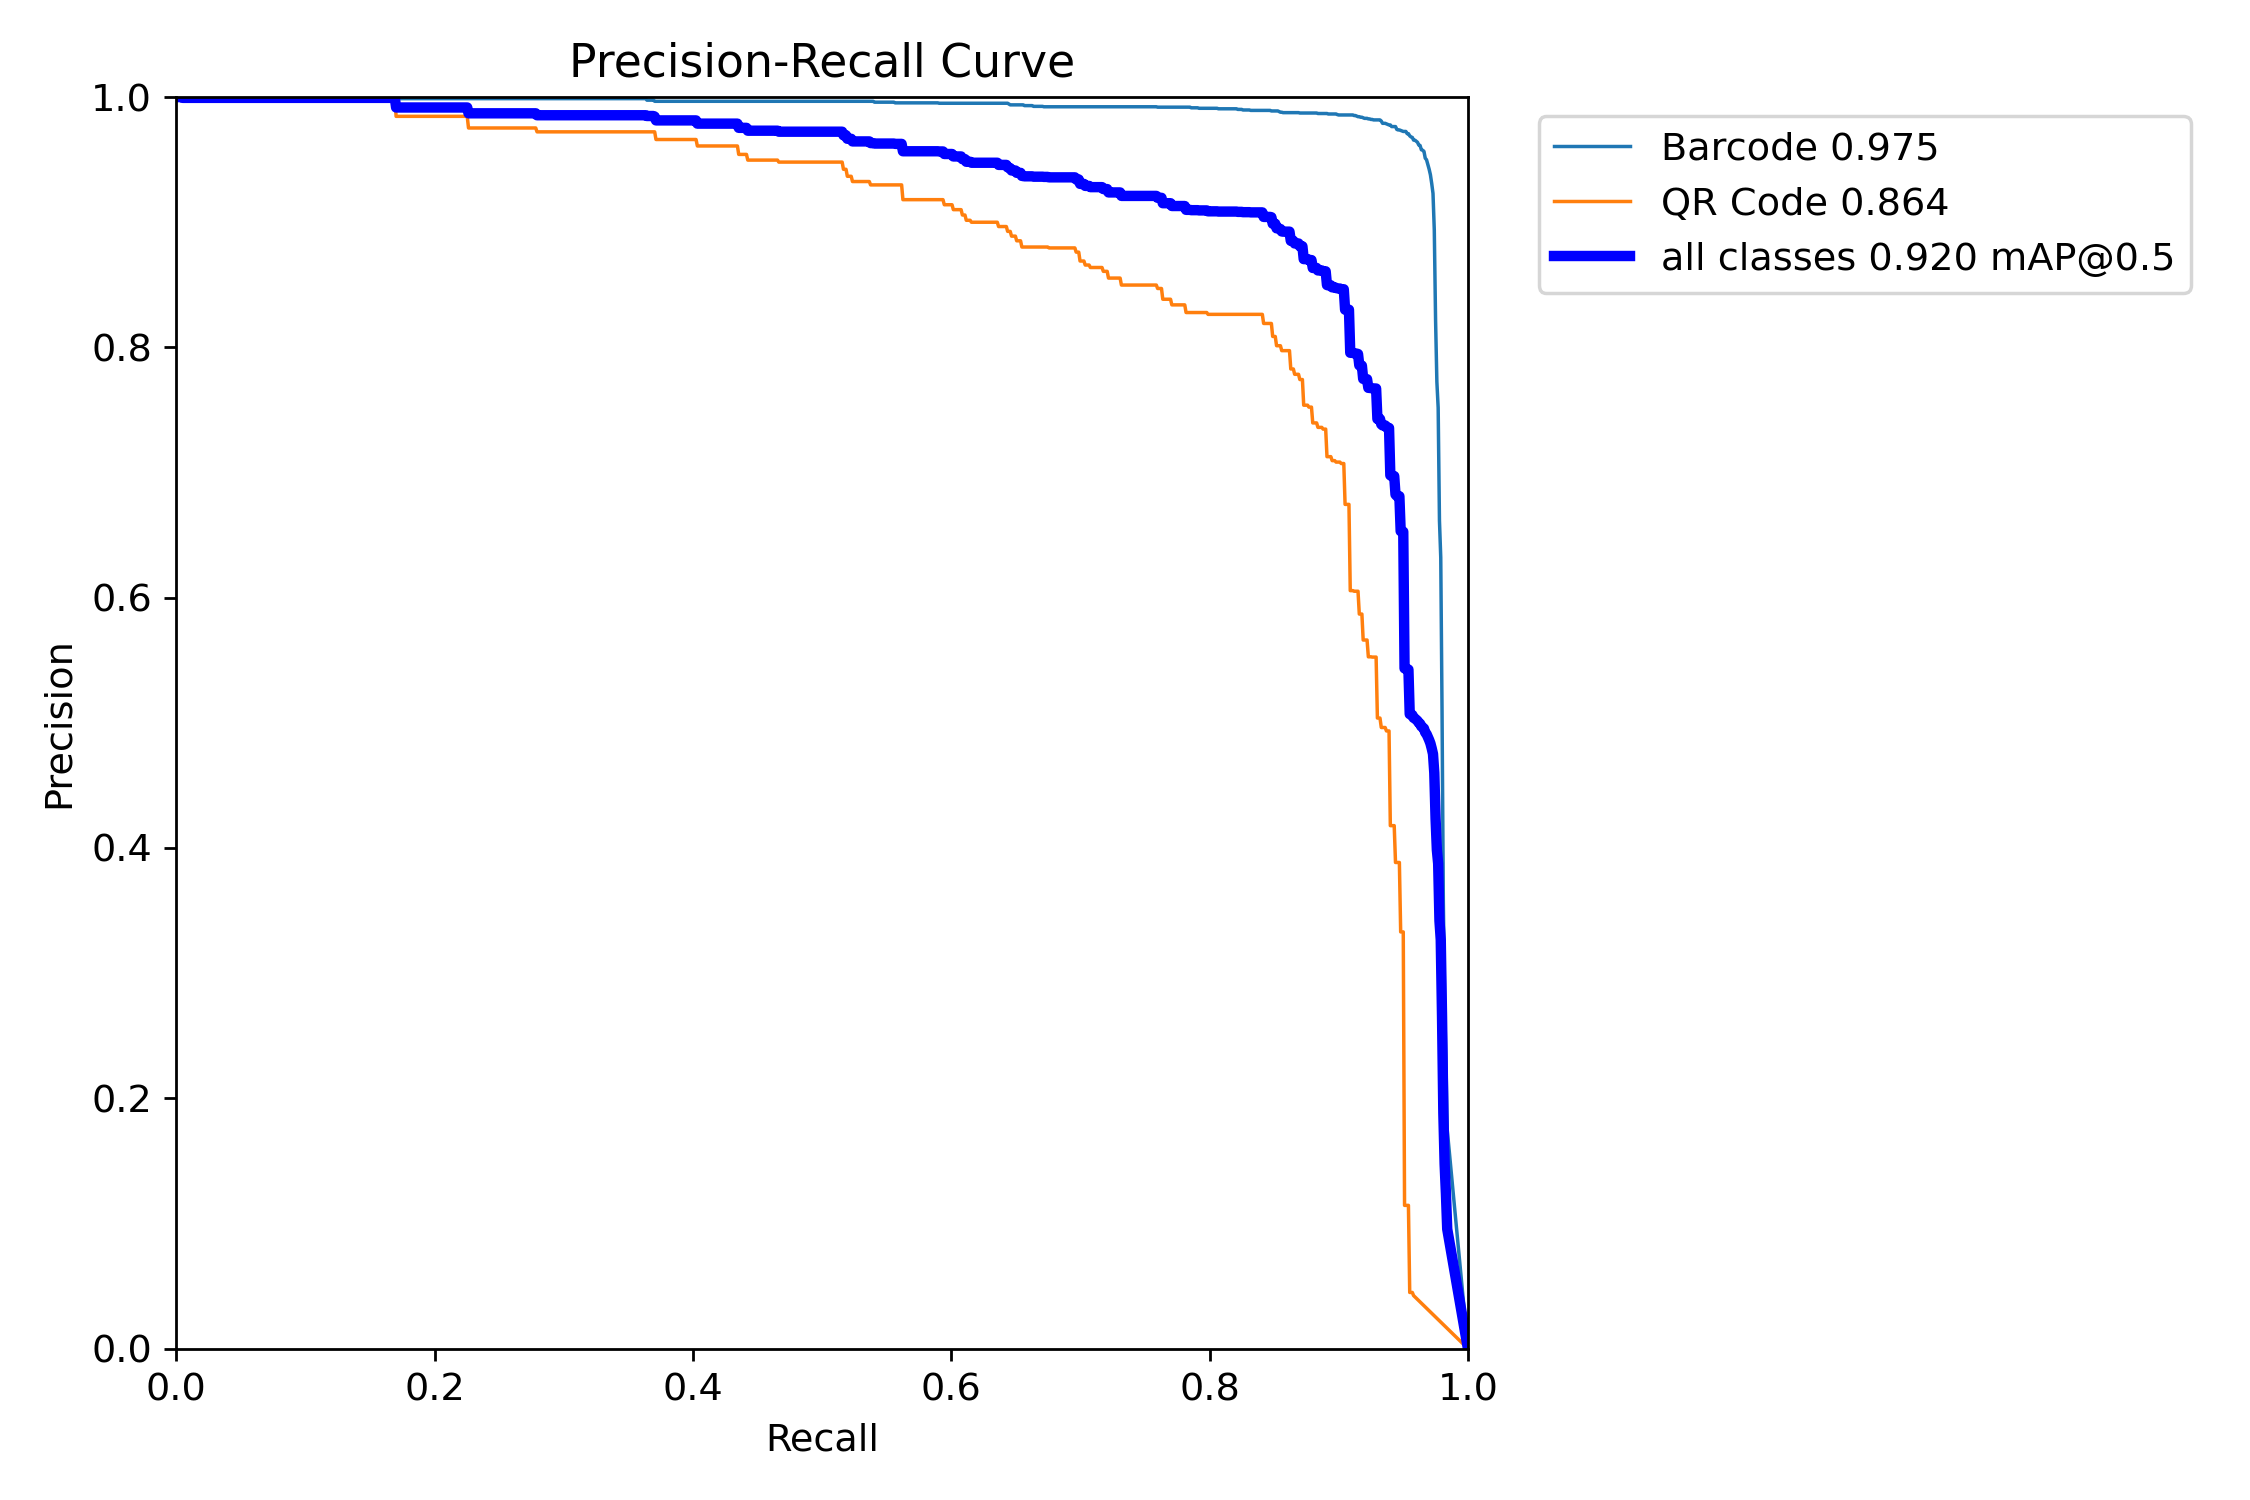 Precision-Recall Curve
1.0
0.8
0.6
0.4
0.2
0.0
Precision
0.0 0.2 0.4 0.6 0.8 1.0
Recall
Barcode 0.975
QR Code 0.864
all classes 0.920 mAP@0.5